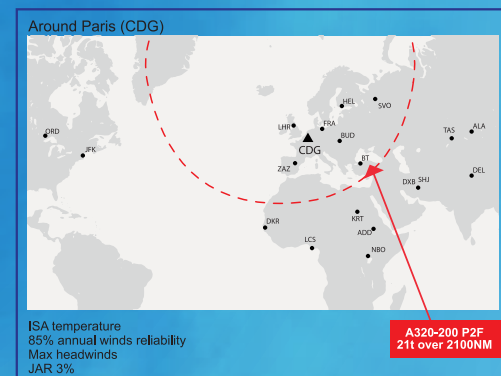 Around Paris (CDG)
HEL
SVO
LHR
FRA
ORD
BUD
TAS
ALA
JFK
CDG
ZAZ
BT
DXB
SHJ
DEL
DKR
KRT
LCS
ADD
NBO
ISA temperature
85% annual winds reliability
Max headwinds
JAR 3%
A320-200 P2F
21t over 2100NM